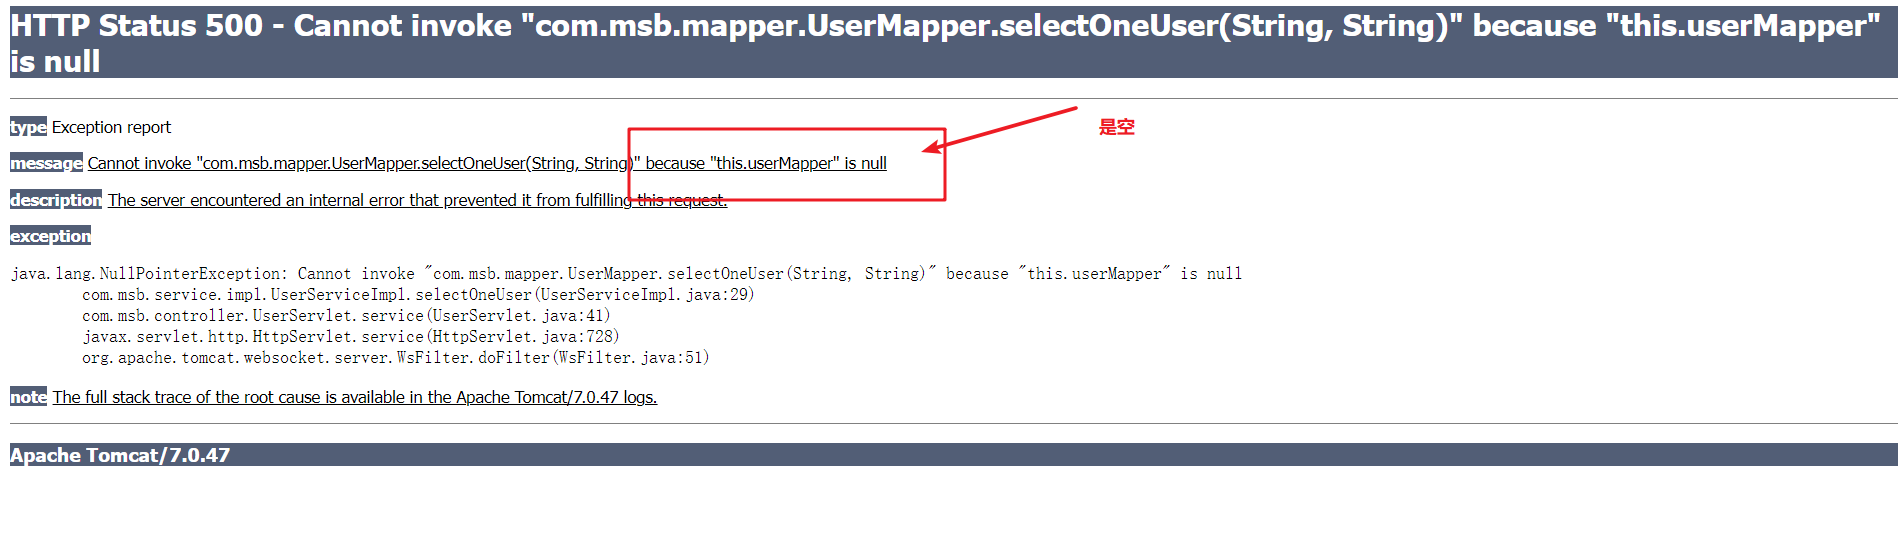 HTTP Status 500 - Cannot invoke "com.msb.mapper.UserMapper.selectOneUser(String, String)" because "this.userMapper"
is null
是空
type Exception report
message Cannot invoke "com.msb.mapper.UserMapper.selectOneUser(String, String)" because "this.userMapper" is null
description The server encountered an internal error that prevented it from fulfilling this request.
exception
java.lang.NullPointerException: Cannot invoke "com.msb.mapper.UserMapper.selectOneUser(String, String)" because "this.userMapper" is null
com.msb.service.impl.UserServiceImpl.selectOneUser(UserServiceImpl.java:29)
com.msb.controller.UserServlet.service(UserServlet.java:41)
javax.servlet.http.HttpServlet.service(HttpServlet.java:728)
org.apache.tomcat.websocket.server.WsFilter.doFilter(WsFilter.java:51)
note The full stack trace of the root cause is available in the Apache Tomcat/7.0.47 logs.
Apache Tomcat/7.0.47